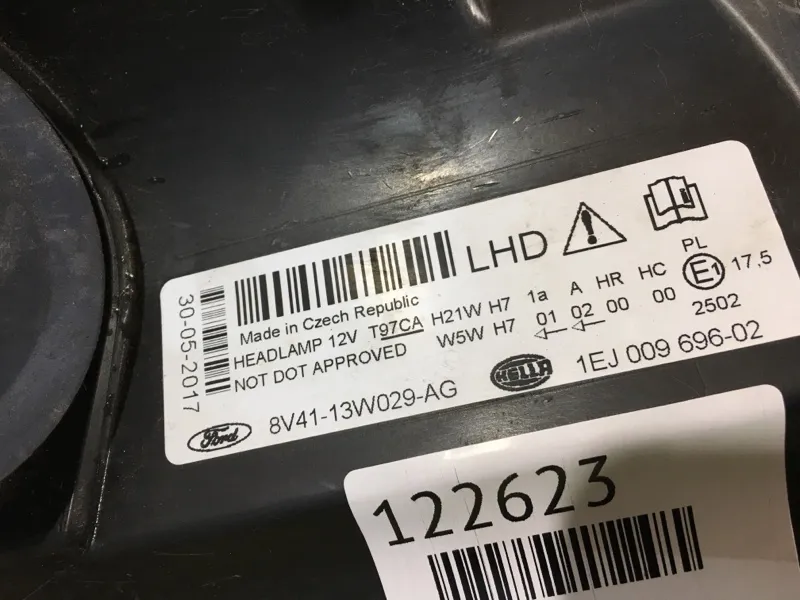 LHD
30-05-2017
Made in Czech Republic
HEADLAMP 12V T97CA H21W H7 1a A HR HC PL
NOT DOT APPROVED W5W H7 01 02 00 00 E1 17,5
2502
Ford 8V41-13W029-AG HELLA 1EJ 009 696-02
122623